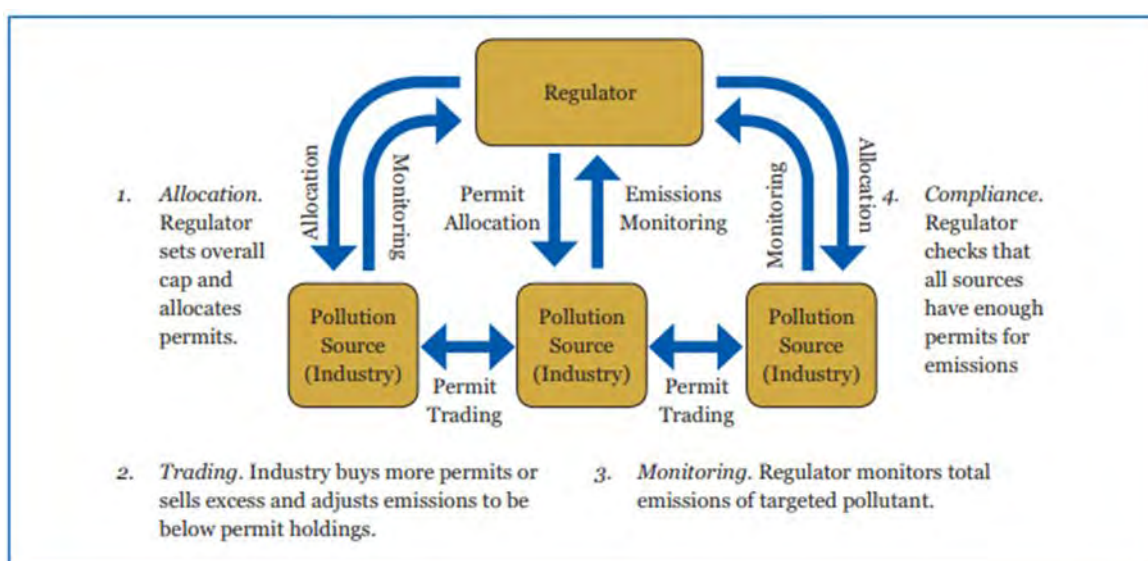 Regulator
Allocation
Monitoring
Permit
Allocation
Emissions
Monitoring
Monitoring
Allocation
1. Allocation.
Regulator
sets overall
cap and
allocates
permits.
4. Compliance.
Regulator
checks that
all sources
have enough
permits for
emissions
Pollution
Source
(Industry)
Permit
Trading
Pollution
Source
(Industry)
Permit
Trading
Pollution
Source
(Industry)
2. Trading. Industry buys more permits or
sells excess and adjusts emissions to be
below permit holdings.
3. Monitoring. Regulator monitors total
emissions of targeted pollutant.